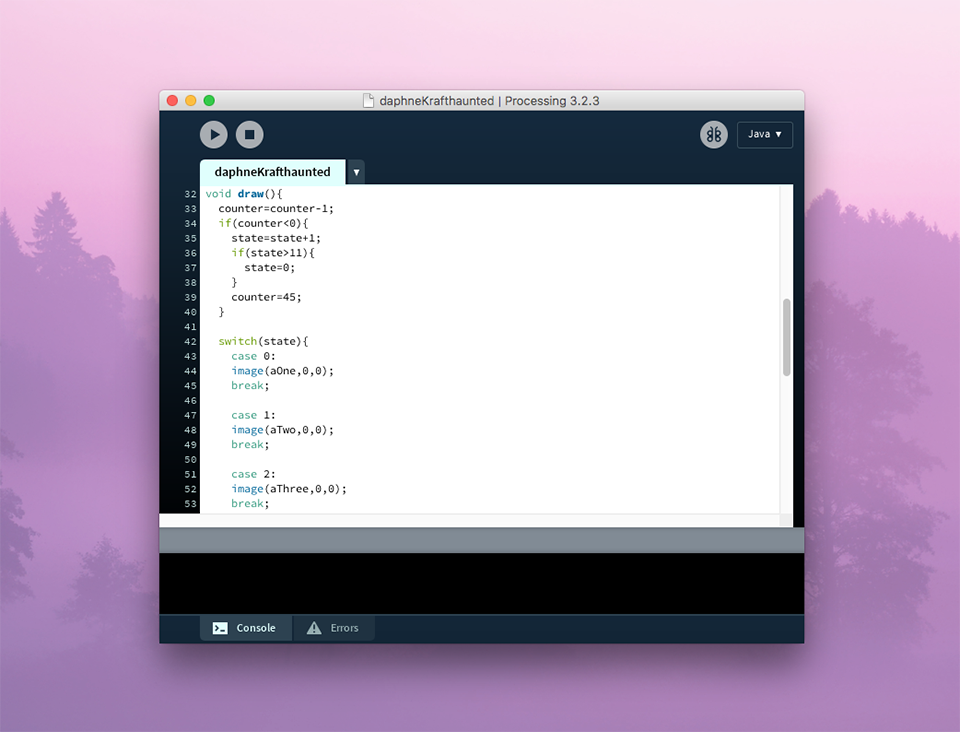 daphneKrafthaunted | Processing 3.2.3
Java ▾
daphneKrafthaunted ▾
32 void draw(){
33   counter=counter-1;
34   if(counter<0){
35     state=state+1;
36     if(state>11){
37       state=0;
38     }
39     counter=45;
40   }
41
42   switch(state){
43     case 0:
44     image(aOne,0,0);
45     break;
46
47     case 1:
48     image(aTwo,0,0);
49     break;
50
51     case 2:
52     image(aThree,0,0);
53     break;
Console   Errors